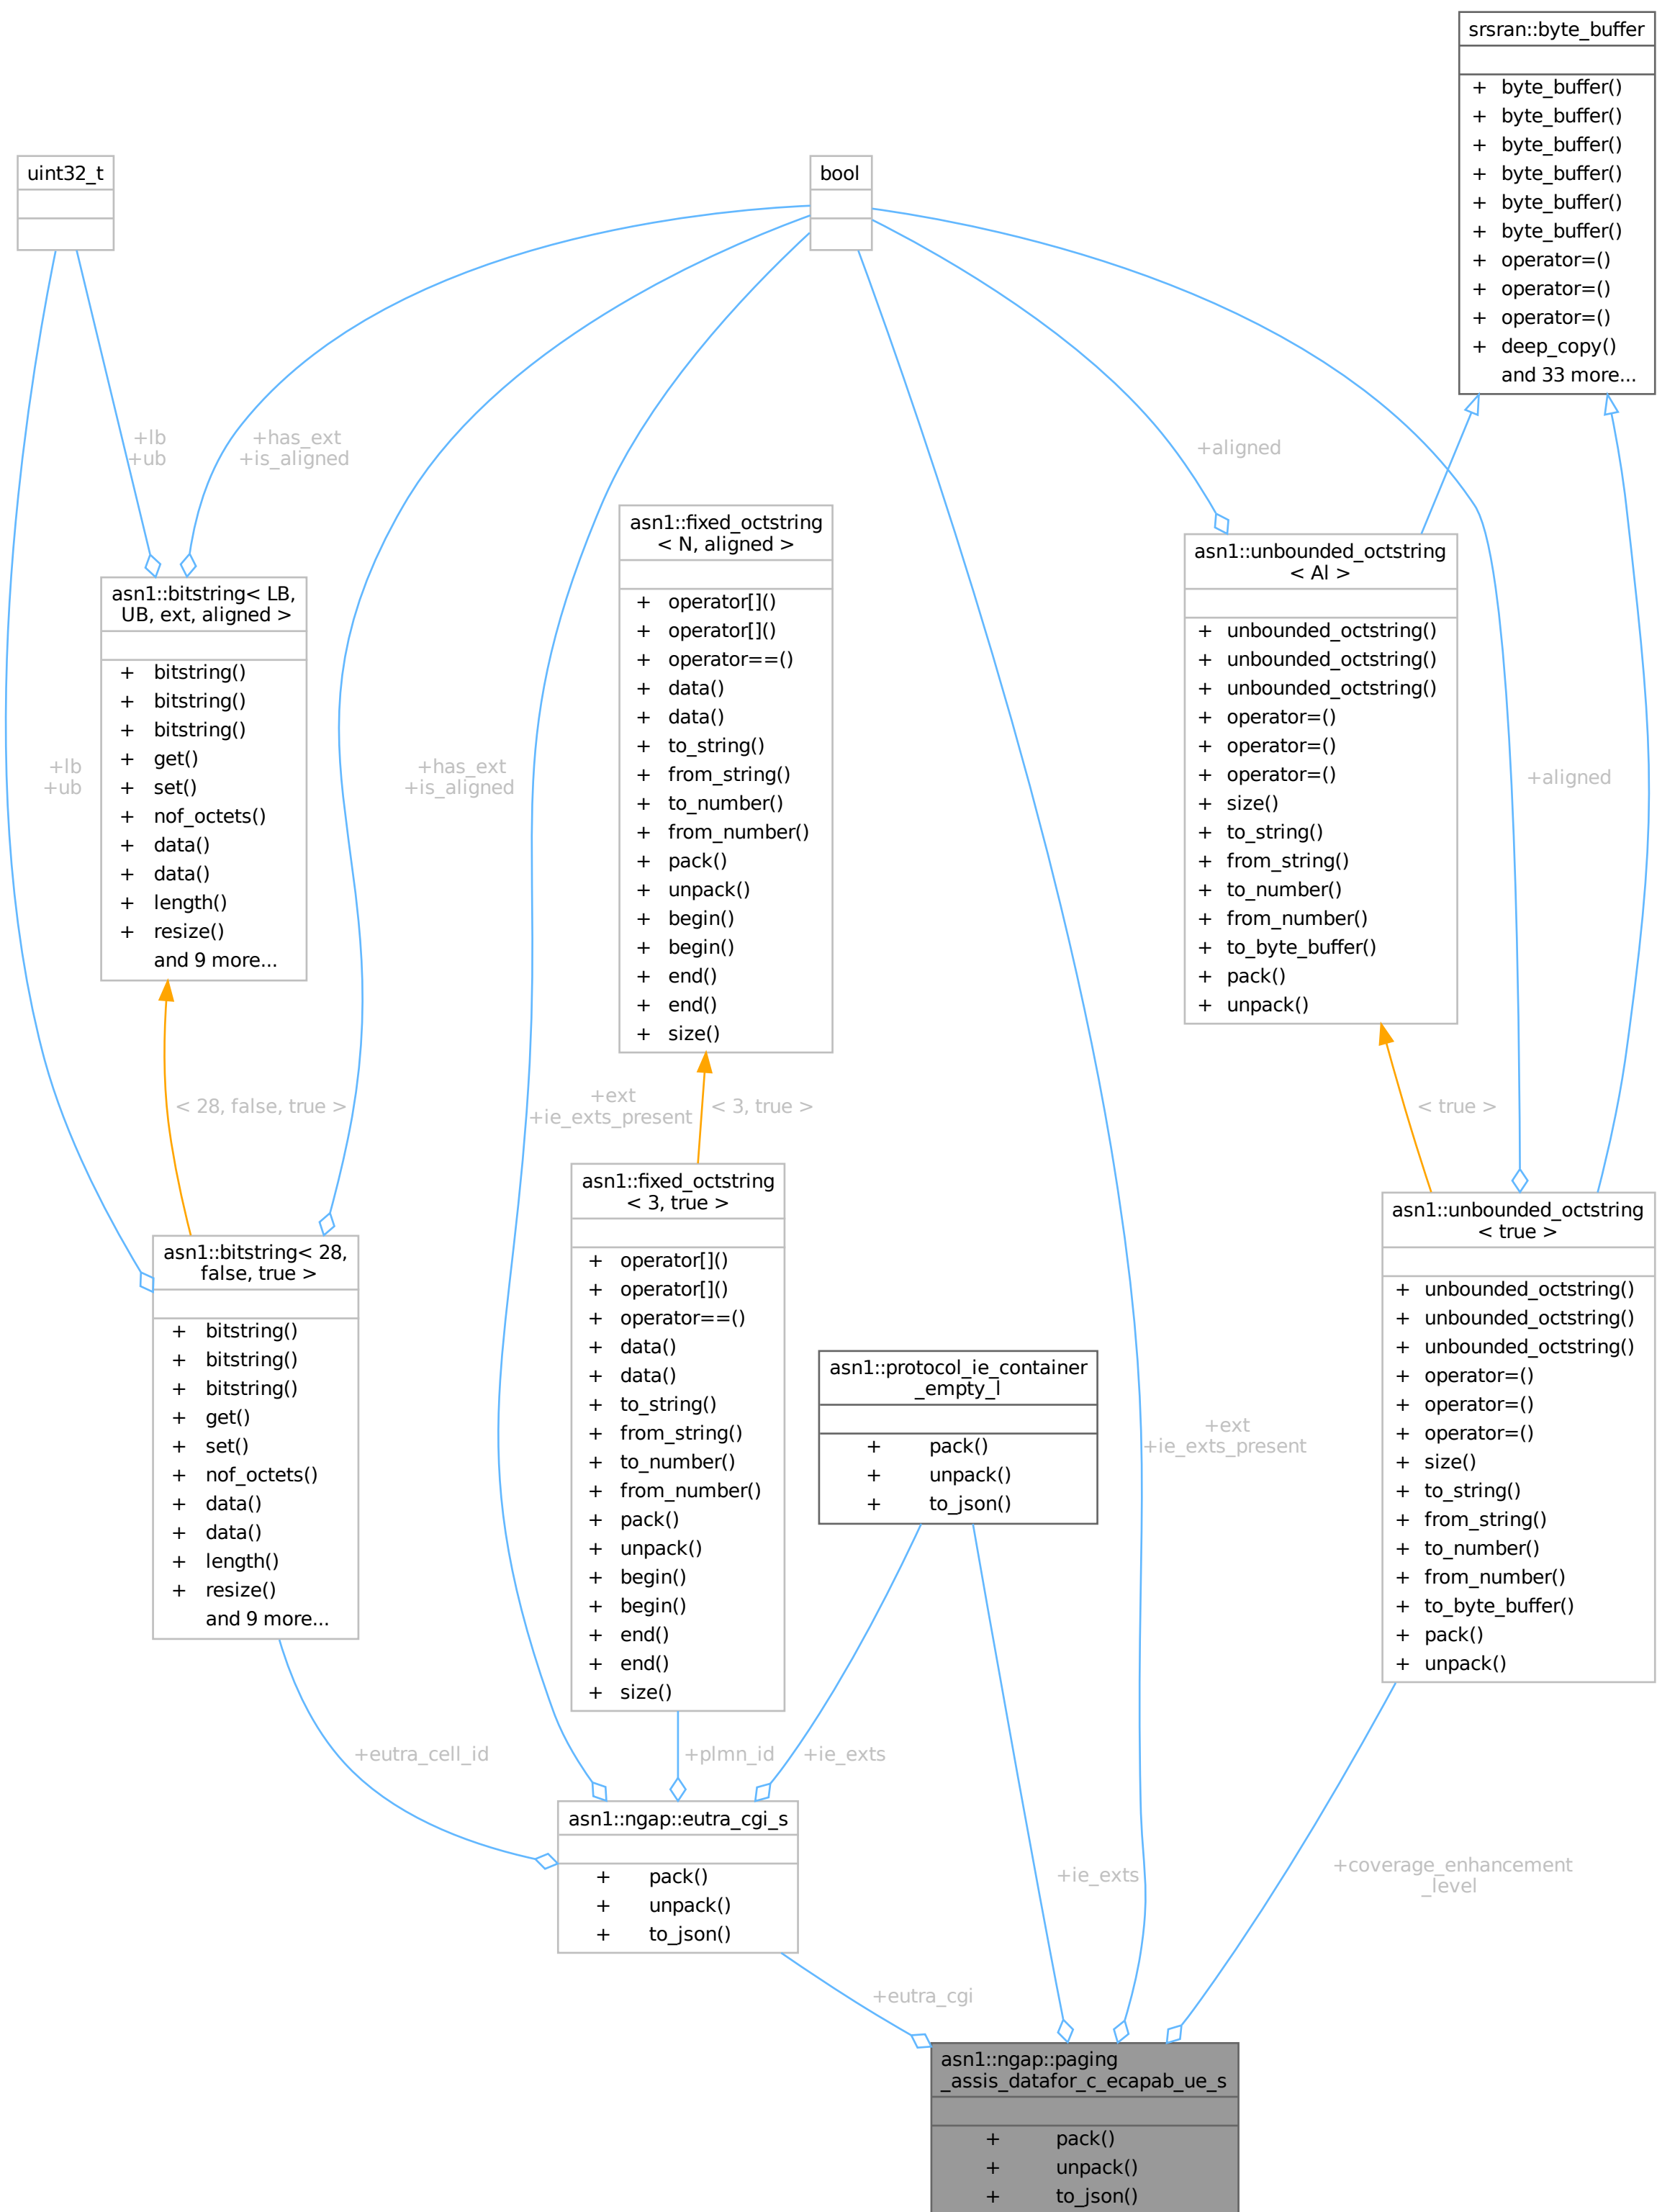 srsran::byte_buffer
+ byte_buffer()
+ byte_buffer()
+ byte_buffer()
+ byte_buffer()
+ byte_buffer()
+ byte_buffer()
+ operator=()
+ operator=()
+ operator=()
+ deep_copy()
and 33 more...
uint32_t
bool
+lb
+ub
+has_ext
+is_aligned
+aligned
asn1::fixed_octstring
< N, aligned >
+ operator[]()
+ operator[]()
+ operator==()
+ data()
+ data()
+ to_string()
+ from_string()
+ to_number()
+ from_number()
+ pack()
+ unpack()
+ begin()
+ begin()
+ end()
+ end()
+ size()
asn1::unbounded_octstring
< Al >
+ unbounded_octstring()
+ unbounded_octstring()
+ unbounded_octstring()
+ operator=()
+ operator=()
+ operator=()
+ size()
+ to_string()
+ from_string()
+ to_number()
+ from_number()
+ to_byte_buffer()
+ pack()
+ unpack()
asn1::bitstring< LB,
UB, ext, aligned >
+ bitstring()
+ bitstring()
+ bitstring()
+ get()
+ set()
+ nof_octets()
+ data()
+ data()
+ length()
+ resize()
and 9 more...
+lb
+ub
+has_ext
+is_aligned
+aligned
< 28, false, true >
+ext
+ie_exts_present
< 3, true >
< true >
asn1::fixed_octstring
< 3, true >
+ operator[]()
+ operator[]()
+ operator==()
+ data()
+ data()
+ to_string()
+ from_string()
+ to_number()
+ from_number()
+ pack()
+ unpack()
+ begin()
+ begin()
+ end()
+ end()
+ size()
asn1::unbounded_octstring
< true >
+ unbounded_octstring()
+ unbounded_octstring()
+ unbounded_octstring()
+ operator=()
+ operator=()
+ operator=()
+ size()
+ to_string()
+ from_string()
+ to_number()
+ from_number()
+ to_byte_buffer()
+ pack()
+ unpack()
asn1::bitstring< 28,
false, true >
+ bitstring()
+ bitstring()
+ bitstring()
+ get()
+ set()
+ nof_octets()
+ data()
+ data()
+ length()
+ resize()
and 9 more...
asn1::protocol_ie_container
_empty_l
+ pack()
+ unpack()
+ to_json()
+ext
+ie_exts_present
+eutra_cell_id
+plmn_id
+ie_exts
asn1::ngap::eutra_cgi_s
+ pack()
+ unpack()
+ to_json()
+ie_exts
+coverage_enhancement
_level
+eutra_cgi
asn1::ngap::paging
_assis_datafor_c_ecapab_ue_s
+ pack()
+ unpack()
+ to_json()